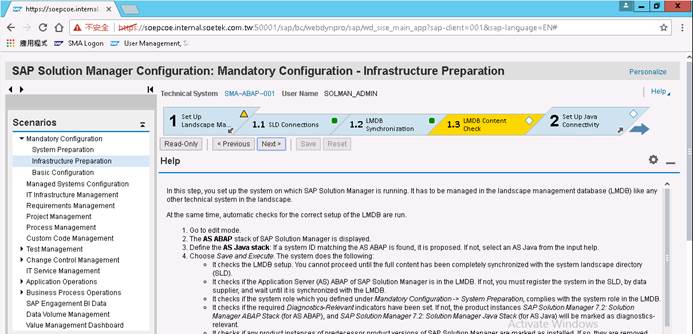 soepcoe.internal.soetek.c
不安全 https://soepcoe.internal.soetek.com.tw:50001/sap/bc/webdynpro/sap/wd_sise_main_app?sap-client=001&sap-language=EN#
應用程式 SMA Logon User Management, S
SAP Solution Manager Configuration: Mandatory Configuration - Infrastructure Preparation
Technical System SMA~ABAP~001 User Name SOLMAN_ADMIN
Personalize
Help
Scenarios
Mandatory Configuration
System Preparation
Infrastructure Preparation
Basic Configuration
Managed Systems Configuration
IT Infrastructure Management
Requirements Management
Project Management
Process Management
Custom Code Management
Test Management
Change Control Management
IT Service Management
Application Operations
Business Process Operations
SAP Engagement BI Data
Data Volume Management
Value Management Dashboard
1 Set Up Landscape Ma...
1.1 SLD Connections
1.2 LMDB Synchronization
1.3 LMDB Content Check
2 Set Up Java Connectivity
Read-Only < Previous Next > Save Reset
Help
In this step, you set up the system on which SAP Solution Manager is running. It has to be managed in the landscape management database (LMDB) like any
other technical system in the landscape.
At the same time, automatic checks for the correct setup of the LMDB are run.
1. Go to edit mode.
2. The AS ABAP stack of SAP Solution Manager is displayed.
3. Define the AS Java stack: If a system ID matching the AS ABAP is found, it is proposed. If not, select an AS Java from the input help.
4. Choose Save and Execute. The system does the following:
It checks the LMDB setup. You cannot proceed until the full content has been completely synchronized with the system landscape directory
(SLD).
It checks if the Application Server (AS) ABAP of SAP Solution Manager is in the LMDB. If not, you must register the system in the SLD, by data
supplier, and wait until it is synchronized with the LMDB.
It checks if the system role which you defined under Mandatory Configuration-> System Preparation, complies with the system role in the LMDB.
It checks if the required Diagnostics-Relevant indicators have been set. If not, the product instances SAP Solution Manager 7.2: Solution
Manager ABAP Stack (for AS ABAP), and SAP Solution Manager 7.2: Solution Manager Java Stack (for AS Java) will be marked as diagnostics-
relevant.
It checks if any product instances of predecessor product versions of SAP Solution Manager are marked as installed. If so, they are removed
Activate Windows